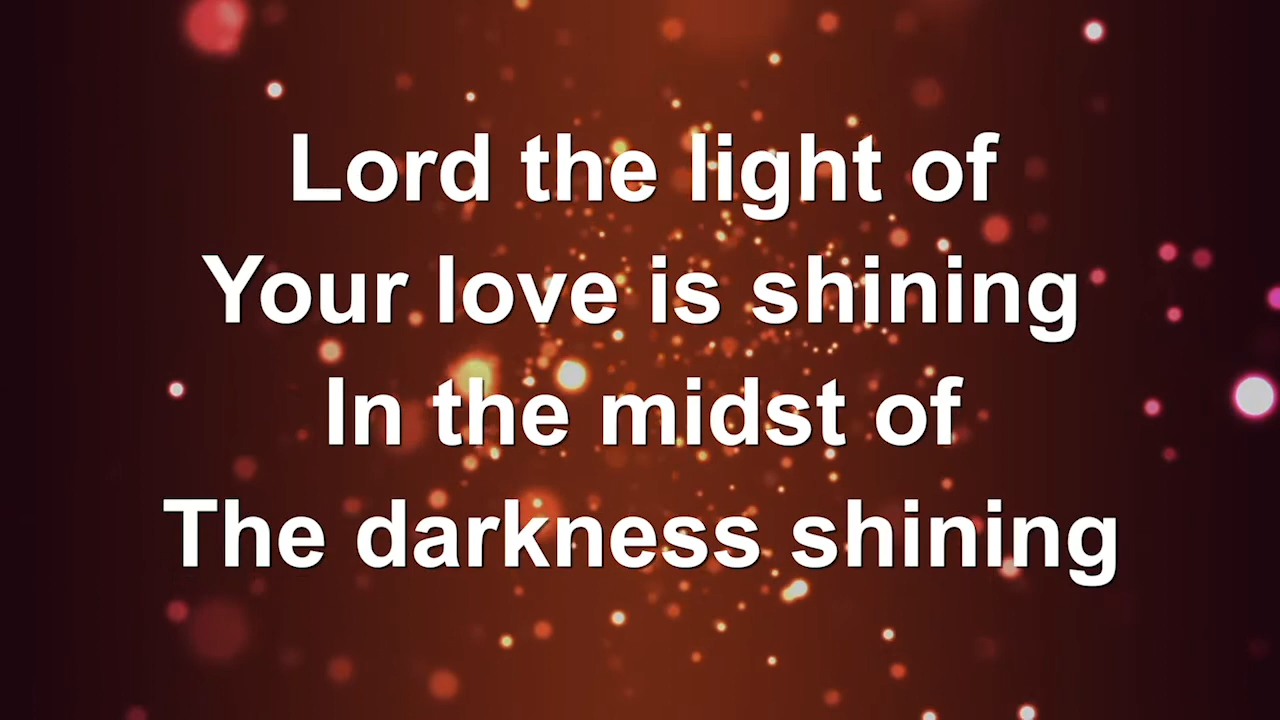 Lord the light of
Your love is shining
In the midst of
The darkness shining